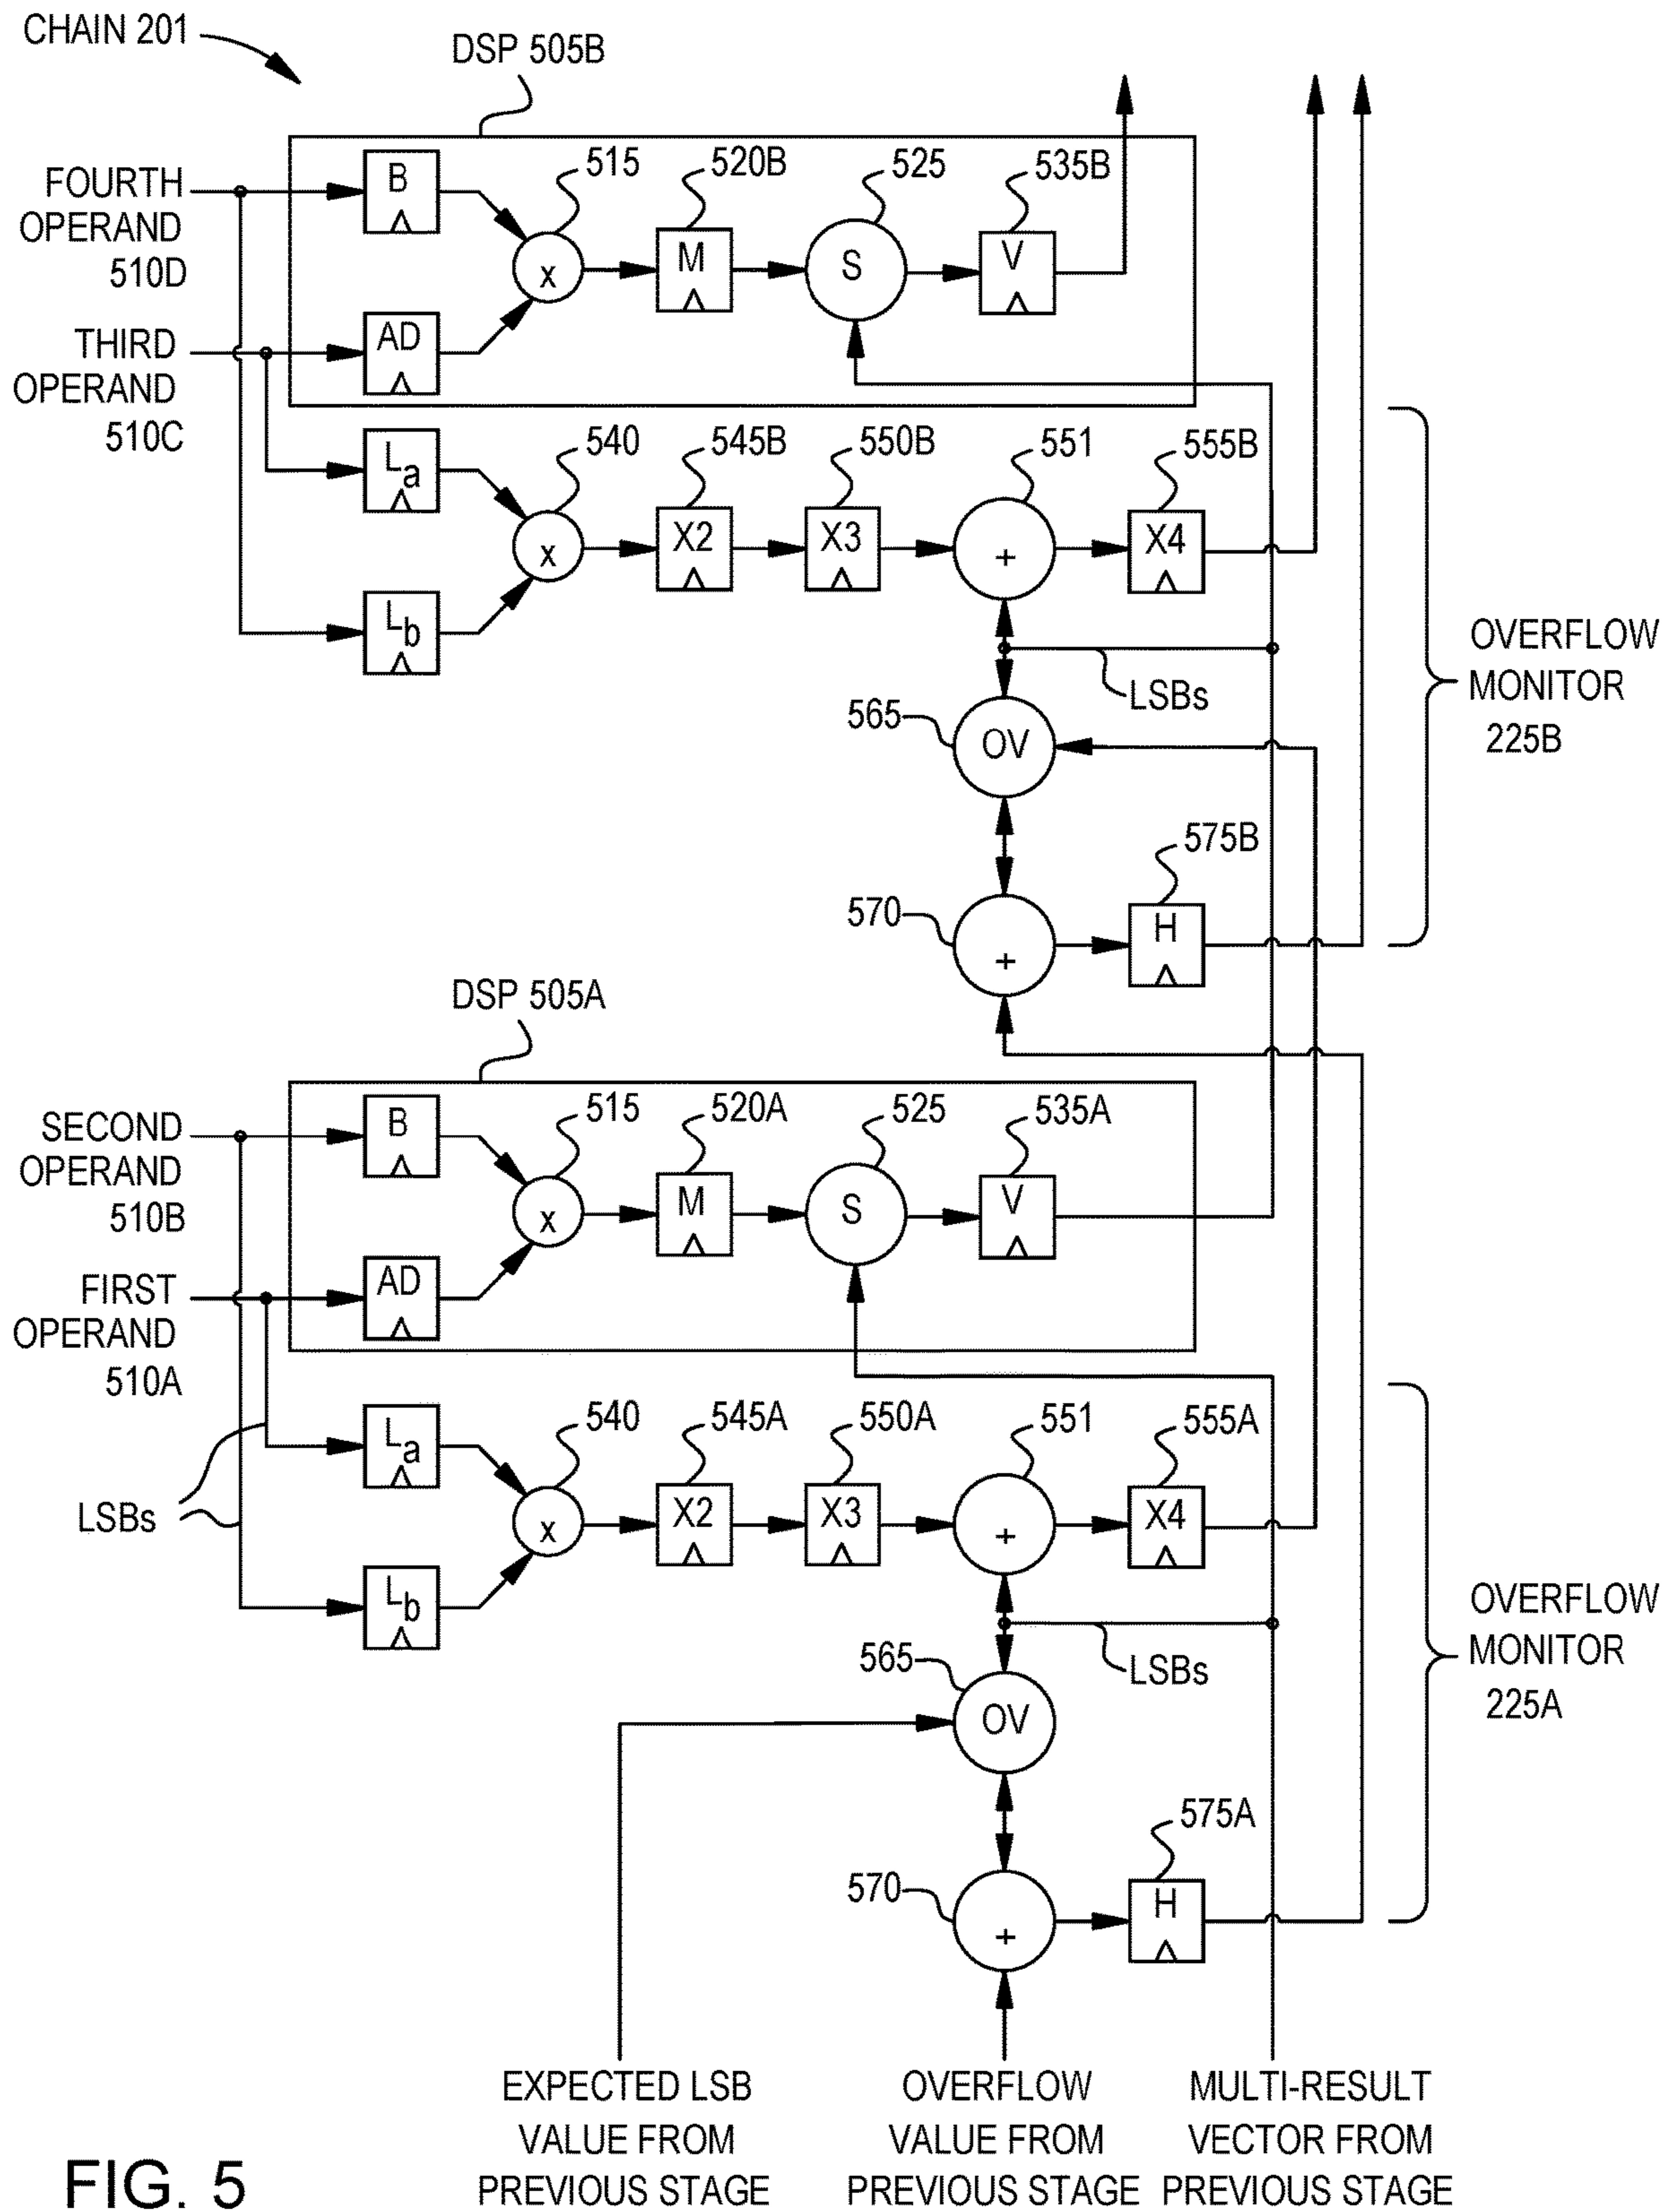 CHAIN 201
DSP 505B
FOURTH
OPERAND
510D
B
515
520B
525
535B
x
M
S
V
THIRD
OPERAND
510C
AD
La
540
545B
550B
551
555B
x
X2
X3
+
X4
Lb
LSBs
OVERFLOW
MONITOR
225B
565
OV
575B
570
+
H
DSP 505A
SECOND
OPERAND
510B
B
515
520A
525
535A
x
M
S
V
FIRST
OPERAND
510A
AD
La
540
545A
550A
551
555A
x
X2
X3
+
X4
LSBs
Lb
LSBs
OVERFLOW
MONITOR
225A
565
OV
575A
570
+
H
EXPECTED LSB
VALUE FROM
PREVIOUS STAGE
OVERFLOW
VALUE FROM
PREVIOUS STAGE
MULTI-RESULT
VECTOR FROM
PREVIOUS STAGE
FIG. 5